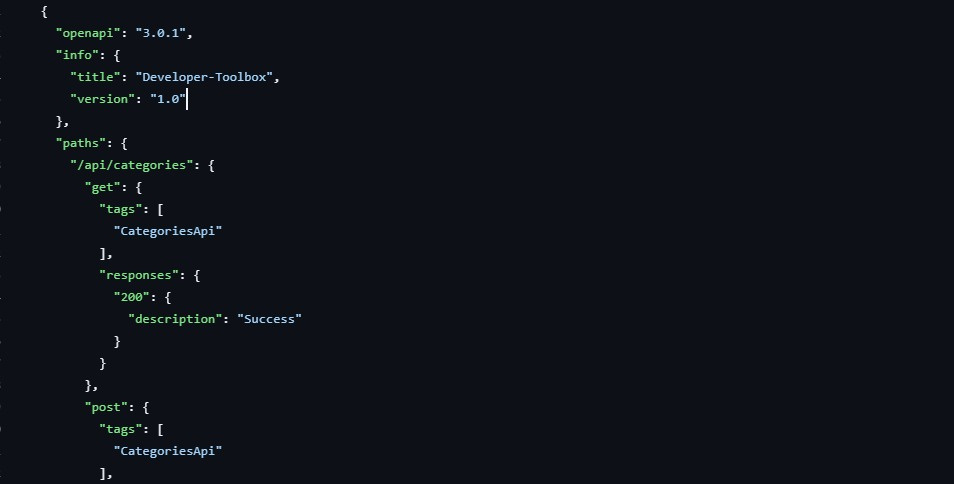 {
"openapi": "3.0.1",
"info": {
"title": "Developer-Toolbox",
"version": "1.0"
},
"paths": {
"/api/categories": {
"get": {
"tags": [
"CategoriesApi"
],
"responses": {
"200": {
"description": "Success"
}
}
},
"post": {
"tags": [
"CategoriesApi"
],